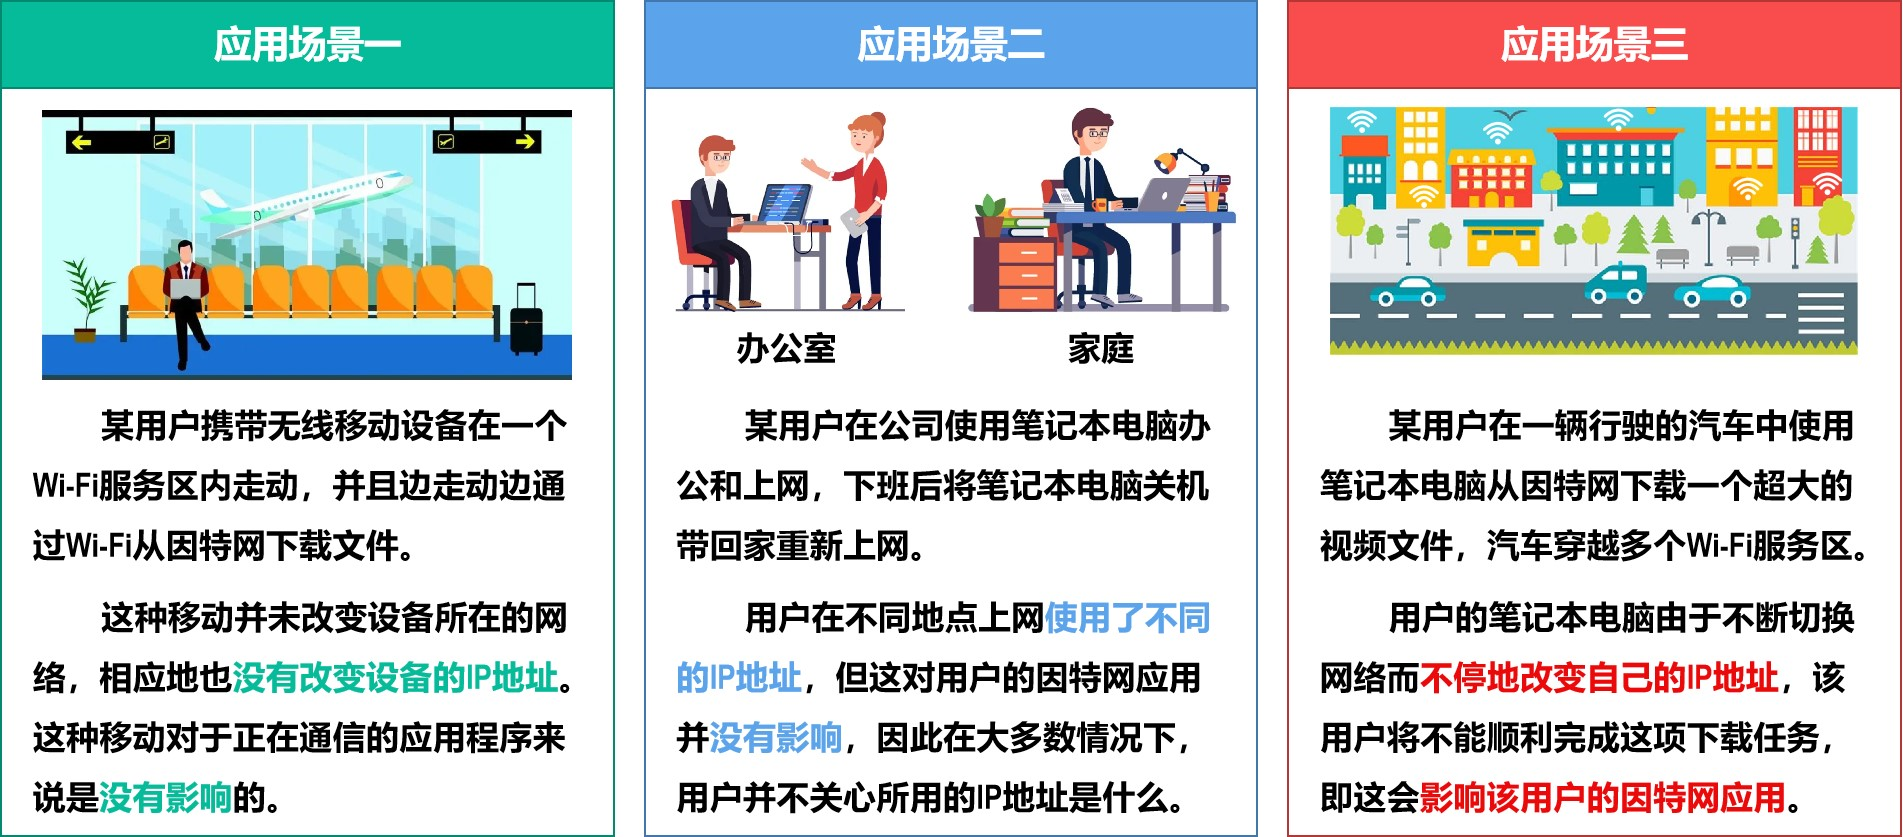 应用场景一
某用户携带无线移动设备在一个
Wi-Fi服务区内走动，并且边走动边通
过Wi-Fi从因特网下载文件。
这种移动并未改变设备所在的网
络，相应地也没有改变设备的IP地址。
这种移动对于正在通信的应用程序来
说是没有影响的。
应用场景二
办公室
家庭
某用户在公司使用笔记本电脑办
公和上网，下班后将笔记本电脑关机
带回家重新上网。
用户在不同地点上网使用了不同
的IP地址，但这对用户的因特网应用
并没有影响，因此在大多数情况下，
用户并不关心所用的IP地址是什么。
应用场景三
某用户在一辆行驶的汽车中使用
笔记本电脑从因特网下载一个超大的
视频文件，汽车穿越多个Wi-Fi服务区。
用户的笔记本电脑由于不断切换
网络而不停地改变自己的IP地址，该
用户将不能顺利完成这项下载任务，
即这会影响该用户的因特网应用。